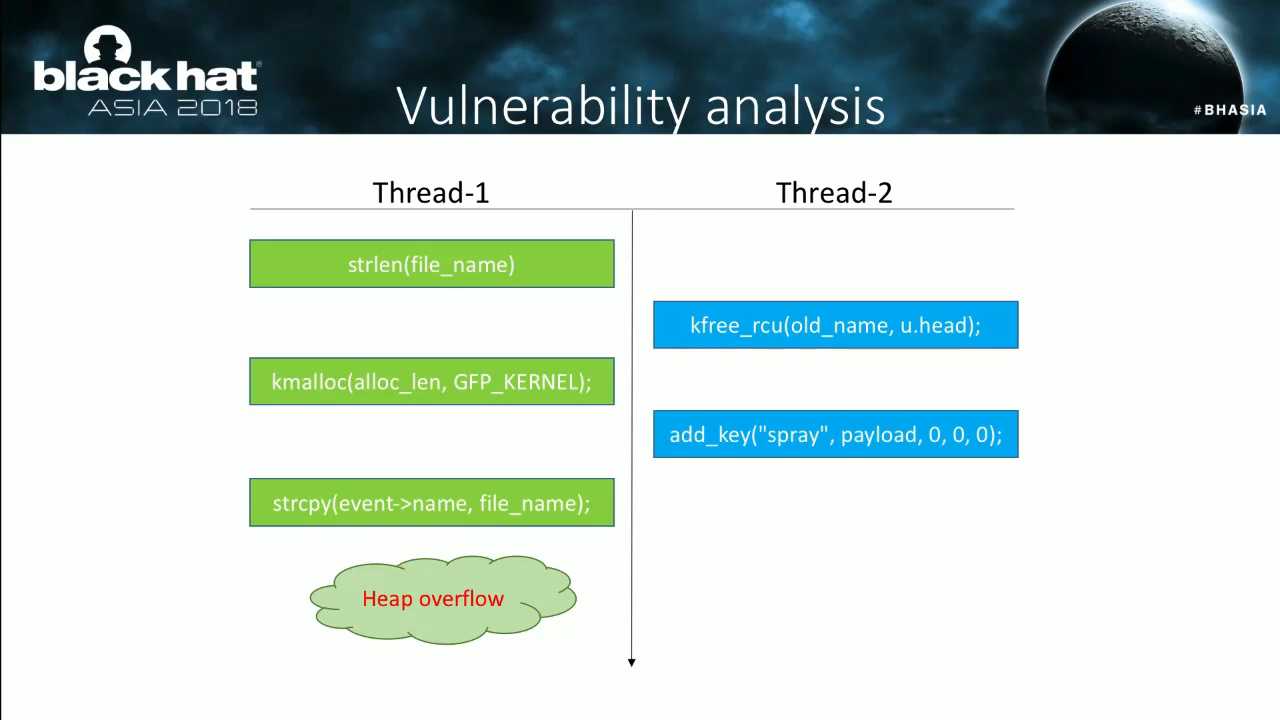 black hat®
ASIA 2018
Vulnerability analysis
#BHASIA
Thread-1
Thread-2
strlen(file_name)
kfree_rcu(old_name, u.head);
kmalloc(alloc_len, GFP_KERNEL);
add_key("spray", payload, 0, 0, 0);
strcpy(event->name, file_name);
Heap overflow